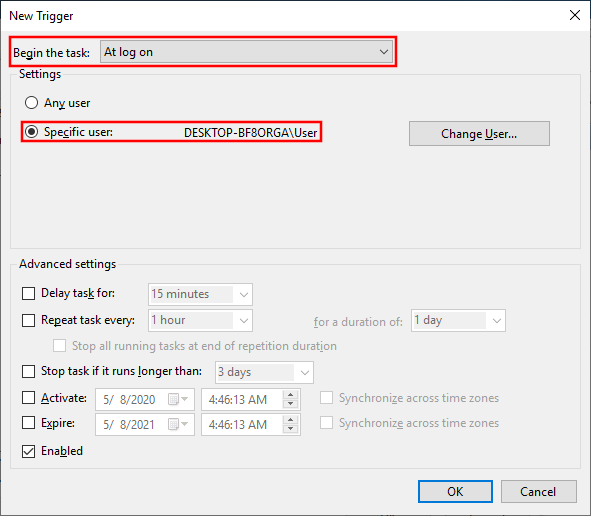 New Trigger
Begin the task: At log on
Settings
Any user
Specific user: DESKTOP-BF8ORGA\User Change User...
Advanced settings
Delay task for: 15 minutes
Repeat task every: 1 hour for a duration of: 1 day
Stop all running tasks at end of repetition duration
Stop task if it runs longer than: 3 days
Activate: 5/ 8/2020 4:46:13 AM Synchronize across time zones
Expire: 5/ 8/2021 4:46:13 AM Synchronize across time zones
Enabled
OK Cancel